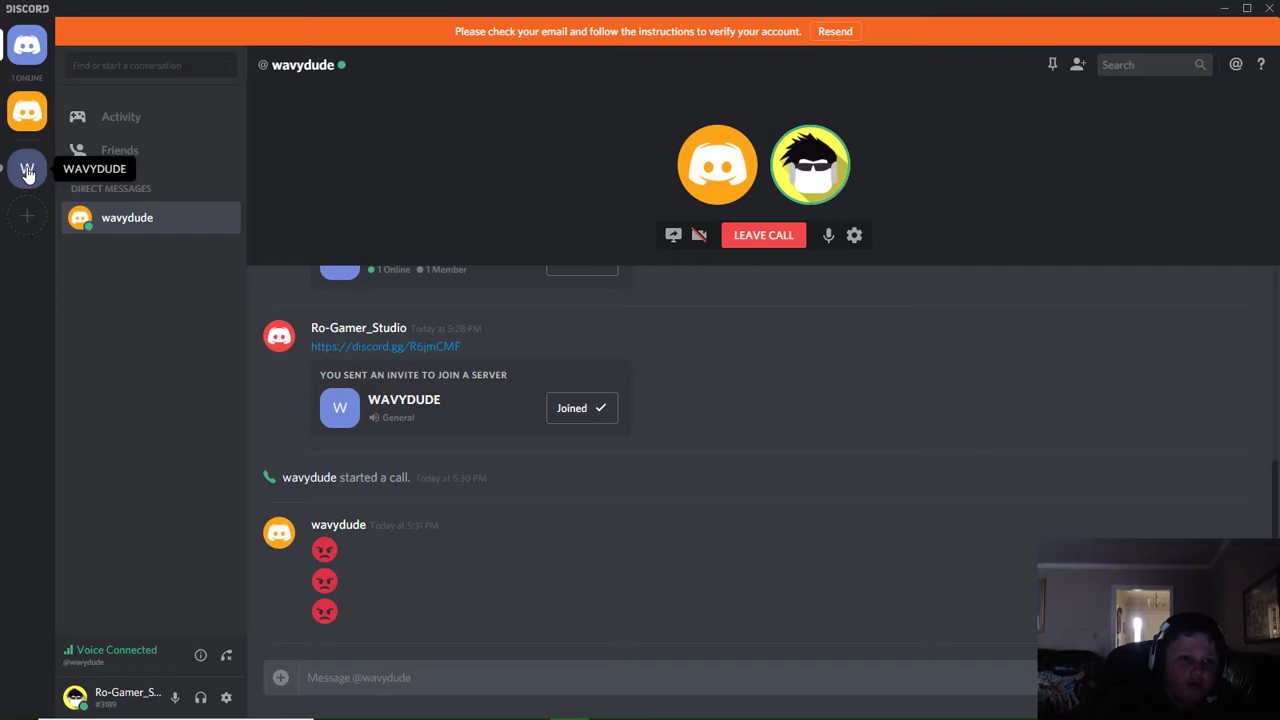 DISCORD
Please check your email and follow the instructions to verify your account. Resend
Find or start a conversation
@ wavydude
Search
@ ?
1 ONLINE
Activity
Friends
W
WAVYDUDE
DIRECT MESSAGES
wavydude
LEAVE CALL
1 Online 1 Member
Ro-Gamer_Studio Today at 5:28 PM
https://discord.gg/R6jmCMF
YOU SENT AN INVITE TO JOIN A SERVER
W
WAVYDUDE
General
Joined
wavydude started a call. Today at 5:30 PM
wavydude Today at 5:31 PM
Message @wavydude
Voice Connected
@wavydude
Ro-Gamer_S...
#3189